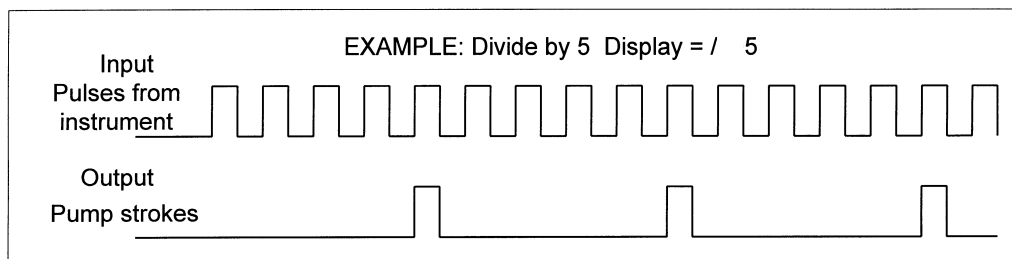 EXAMPLE: Divide by 5 Display = / 5
Input
Pulses from
instrument
Output
Pump strokes